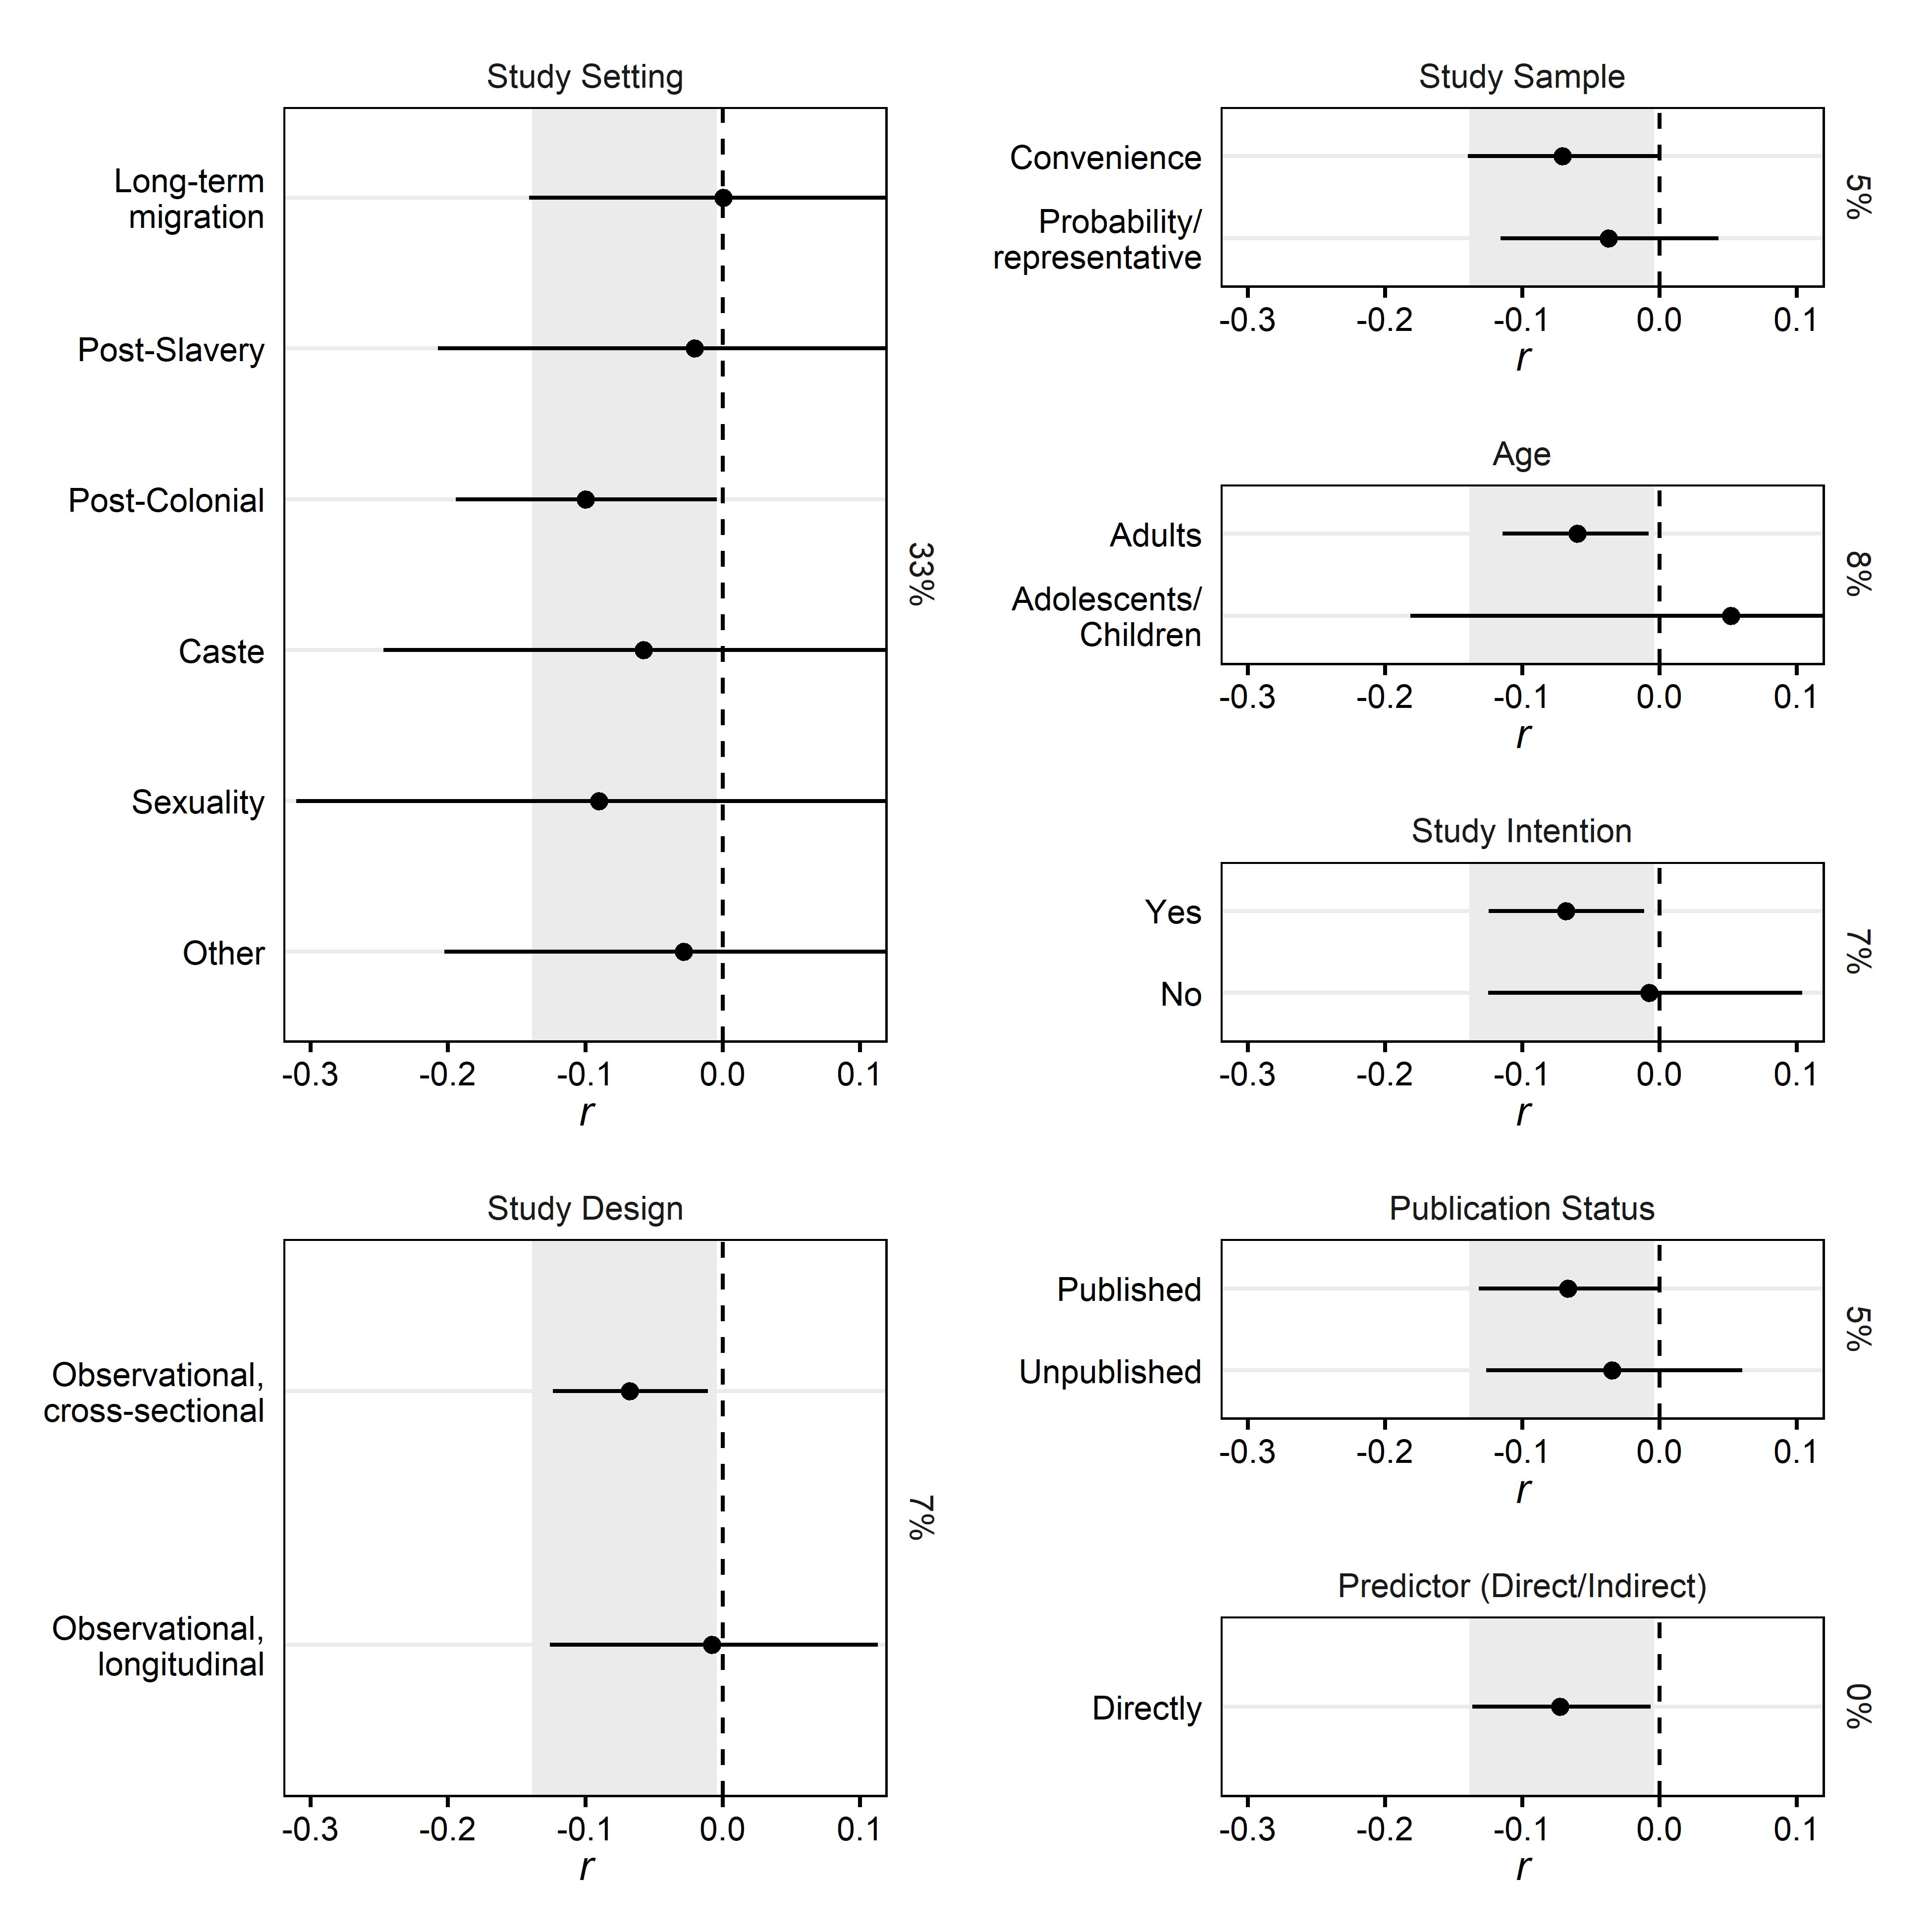 Study Setting
Long-term
migration
Post-Slavery
Post-Colonial
Caste
Sexuality
Other
33%
-0.3 -0.2 -0.1 0.0 0.1
r
Study Design
Observational,
cross-sectional
Observational,
longitudinal
7%
-0.3 -0.2 -0.1 0.0 0.1
r
Study Sample
Convenience
Probability/
representative
5%
-0.3 -0.2 -0.1 0.0 0.1
r
Age
Adults
Adolescents/
Children
8%
-0.3 -0.2 -0.1 0.0 0.1
r
Study Intention
Yes
No
7%
-0.3 -0.2 -0.1 0.0 0.1
r
Publication Status
Published
Unpublished
5%
-0.3 -0.2 -0.1 0.0 0.1
r
Predictor (Direct/Indirect)
Directly
0%
-0.3 -0.2 -0.1 0.0 0.1
r